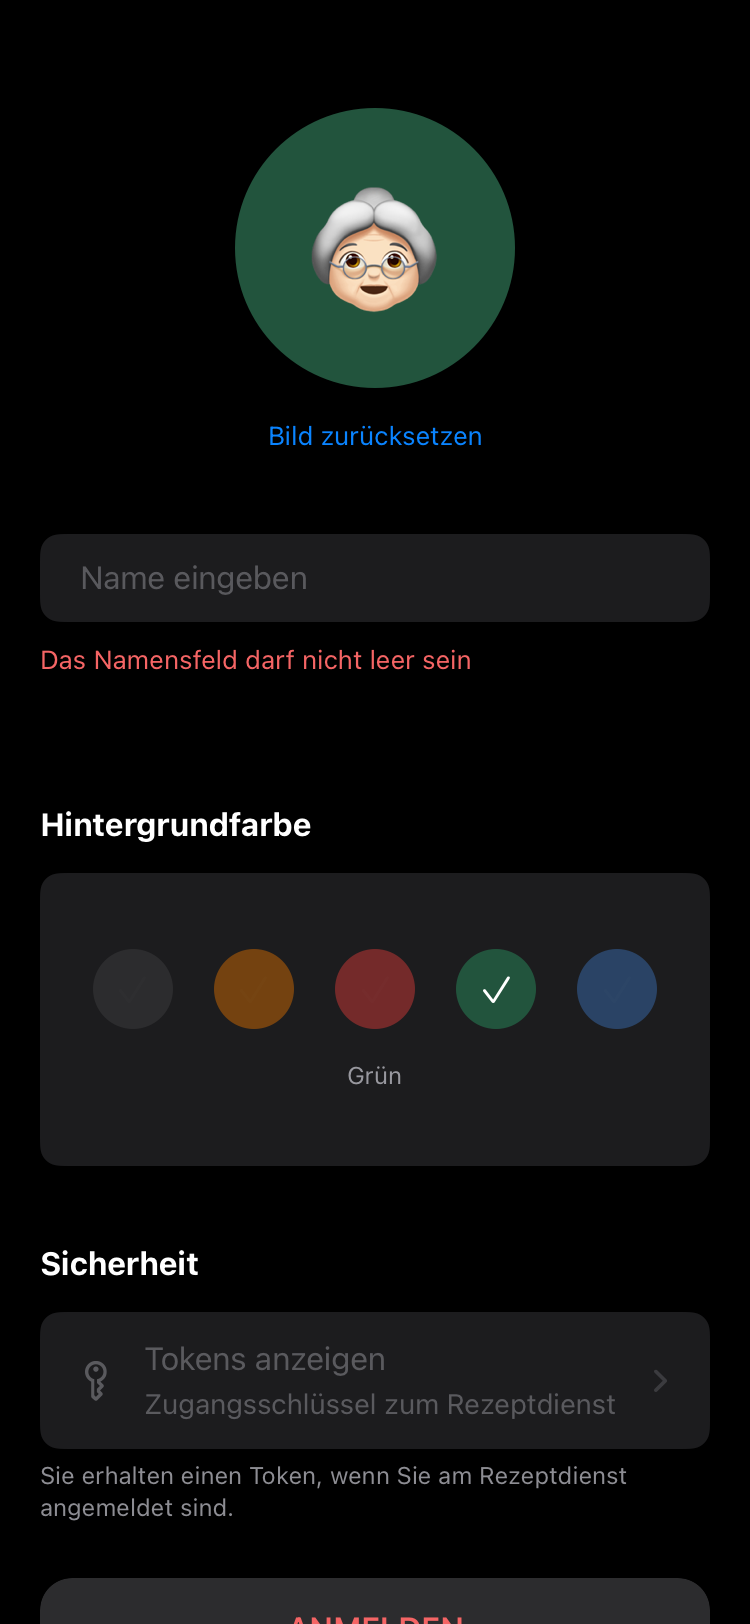 Bild zurücksetzen
Name eingeben
Das Namensfeld darf nicht leer sein
Hintergrundfarbe
Grün
Sicherheit
Tokens anzeigen
Zugangsschlüssel zum Rezeptdienst
Sie erhalten einen Token, wenn Sie am Rezeptdienst
angemeldet sind.
ANMELDEN